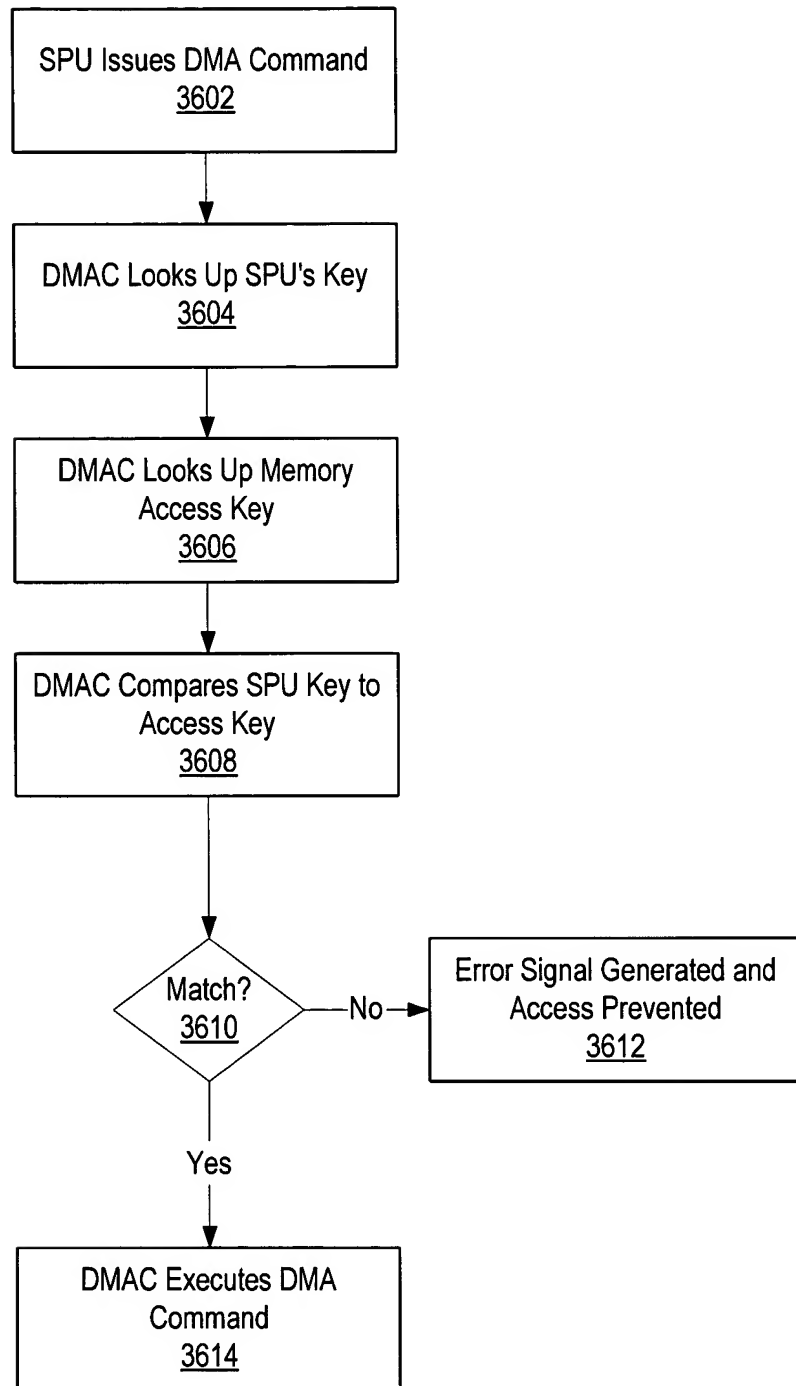 SPU Issues DMA Command
3602
DMAC Looks Up SPU's Key
3604
DMAC Looks Up Memory
Access Key
3606
DMAC Compares SPU Key to
Access Key
3608
Match?
3610
No
Error Signal Generated and
Access Prevented
3612
Yes
DMAC Executes DMA
Command
3614